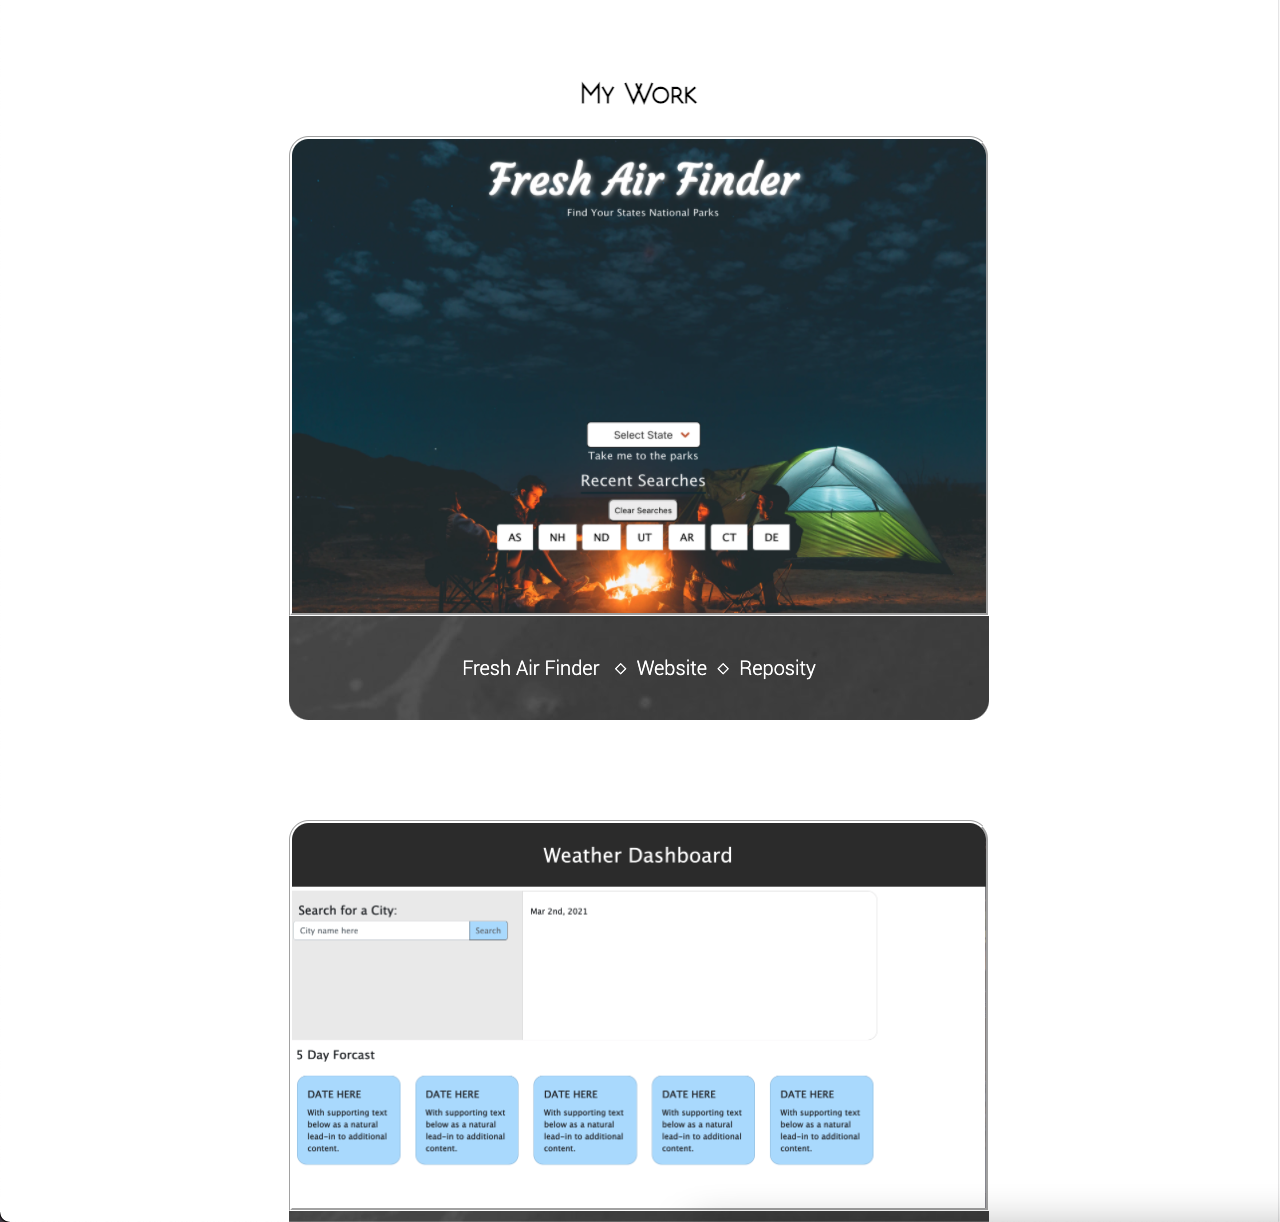 My Work
Fresh Air Finder
Find Your States National Parks
Select State
Take me to the parks
Recent Searches
Clear Searches
AS NH ND UT AR CT DE
Fresh Air Finder ◇ Website ◇ Reposity
Weather Dashboard
Search for a City:
City name here Search
Mar 2nd, 2021
5 Day Forcast
DATE HERE
With supporting text
below as a natural
lead-in to additional
content.
DATE HERE
With supporting text
below as a natural
lead-in to additional
content.
DATE HERE
With supporting text
below as a natural
lead-in to additional
content.
DATE HERE
With supporting text
below as a natural
lead-in to additional
content.
DATE HERE
With supporting text
below as a natural
lead-in to additional
content.